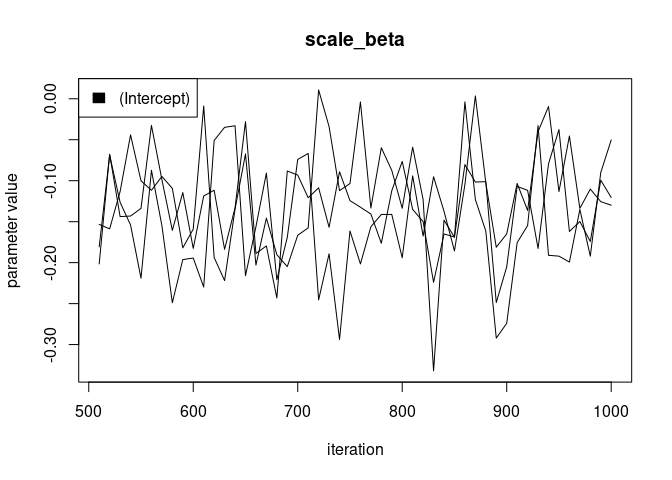 scale_beta
(Intercept)
parameter value
0.00
-0.10
-0.20
-0.30
500 600 700 800 900 1000
iteration